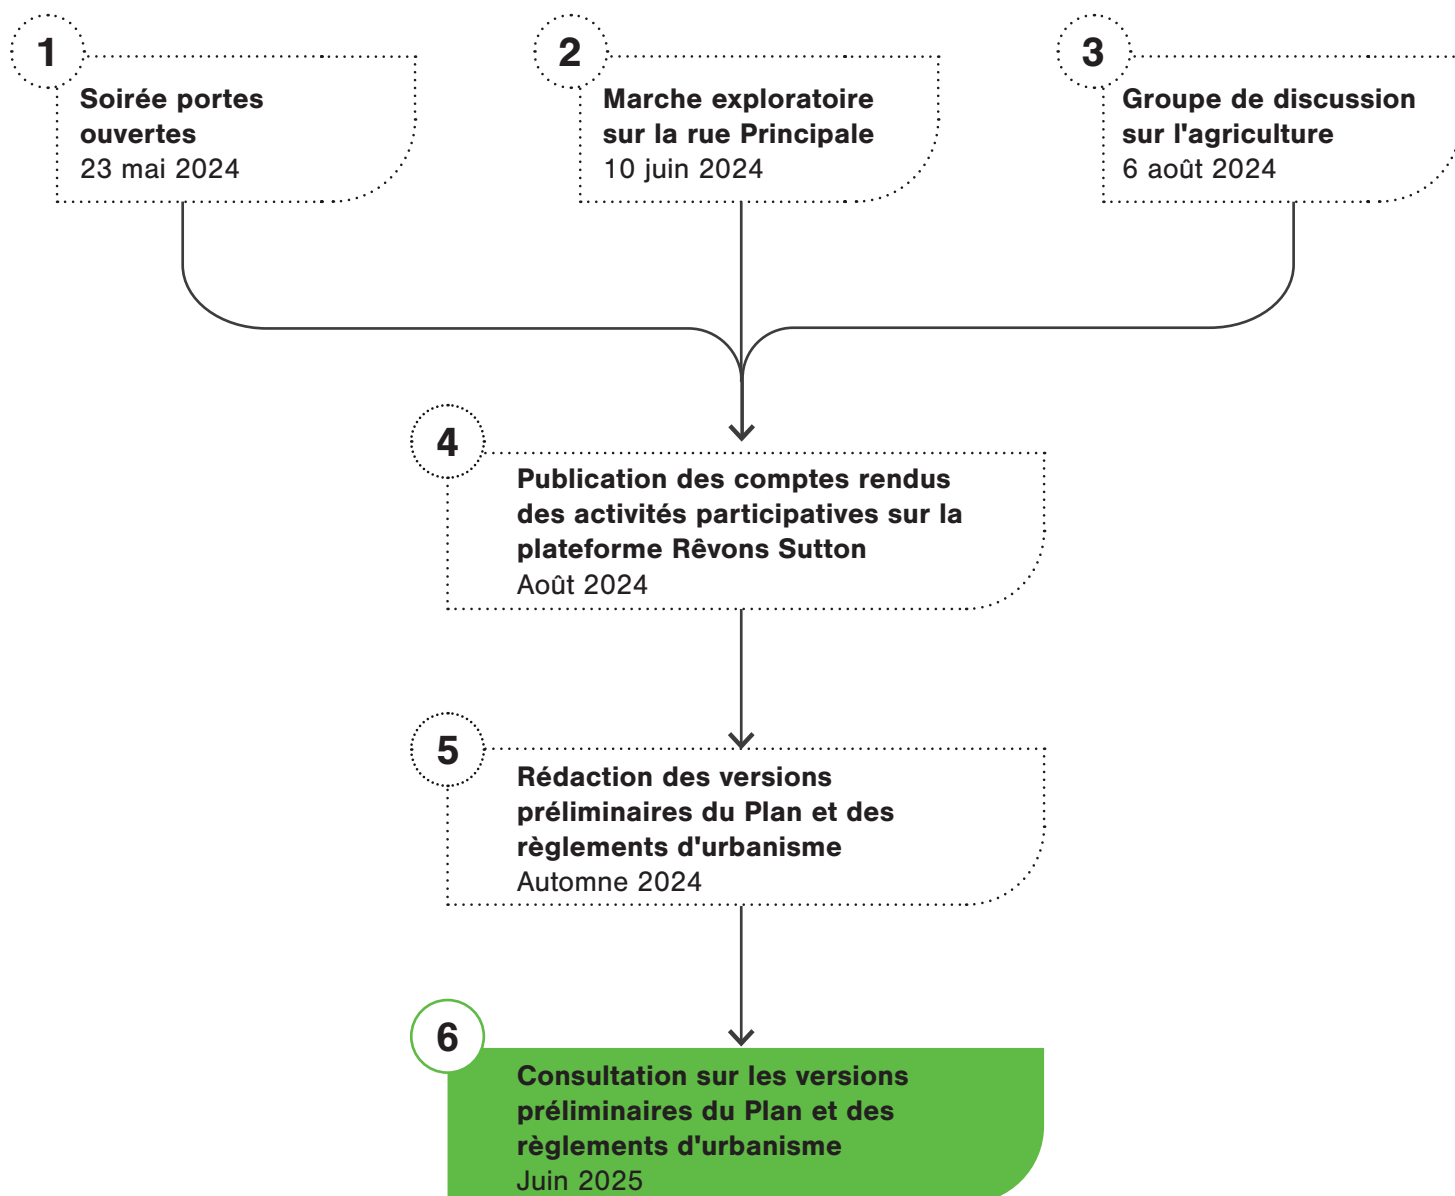 1
Soirée portes
ouvertes
23 mai 2024
2
Marche exploratoire
sur la rue Principale
10 juin 2024
3
Groupe de discussion
sur l'agriculture
6 août 2024
4
Publication des comptes rendus
des activités participatives sur la
plateforme Rêvons Sutton
Août 2024
5
Rédaction des versions
préliminaires du Plan et des
règlements d'urbanisme
Automne 2024
6
Consultation sur les versions
préliminaires du Plan et des
règlements d'urbanisme
Juin 2025